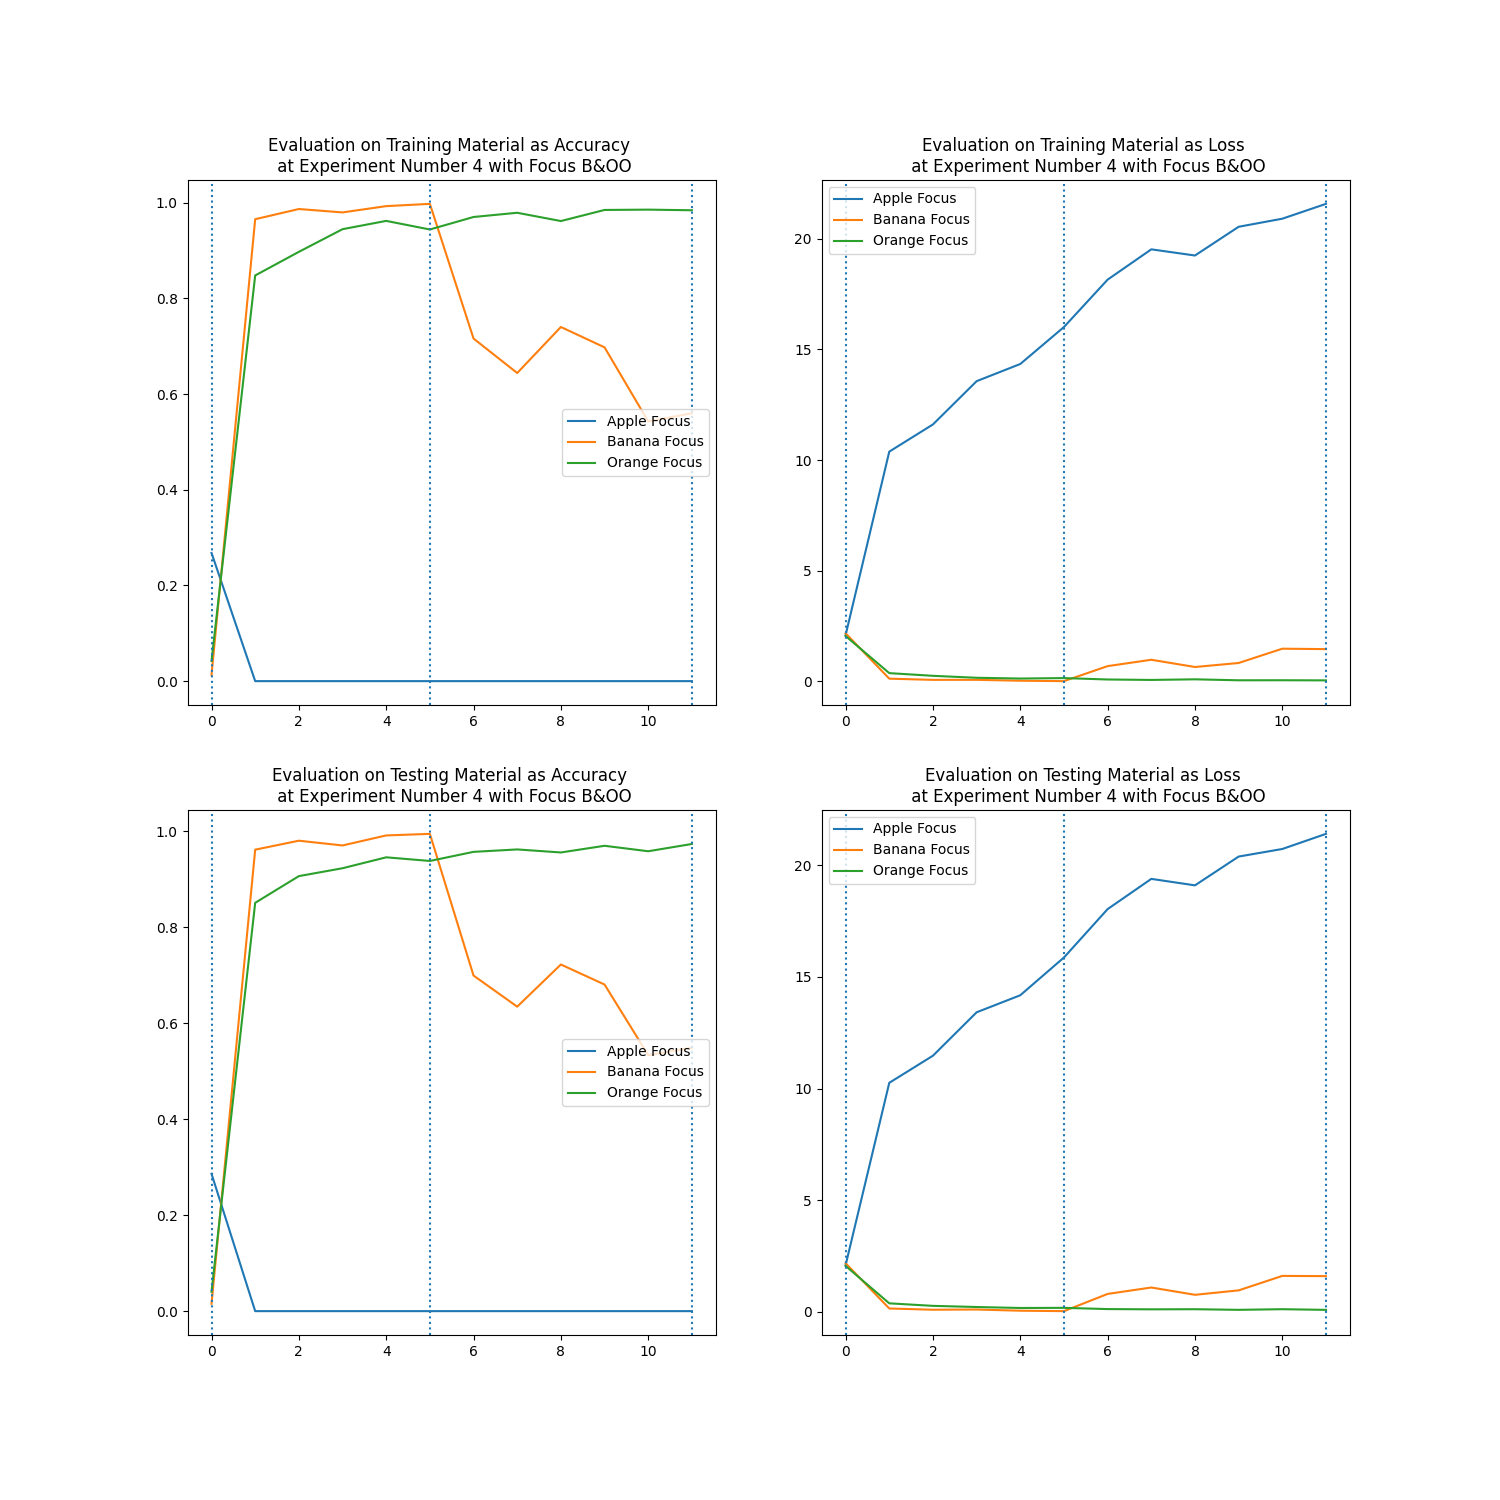 Evaluation on Training Material as Accuracy
at Experiment Number 4 with Focus B&OO
1.0
0.8
0.6
0.4
0.2
0.0
0 2 4 6 8 10
Apple Focus
Banana Focus
Orange Focus
Evaluation on Training Material as Loss
at Experiment Number 4 with Focus B&OO
Apple Focus
Banana Focus
Orange Focus
20
15
10
5
0
0 2 4 6 8 10
Evaluation on Testing Material as Accuracy
at Experiment Number 4 with Focus B&OO
1.0
0.8
0.6
0.4
0.2
0.0
0 2 4 6 8 10
Apple Focus
Banana Focus
Orange Focus
Evaluation on Testing Material as Loss
at Experiment Number 4 with Focus B&OO
Apple Focus
Banana Focus
Orange Focus
20
15
10
5
0
0 2 4 6 8 10